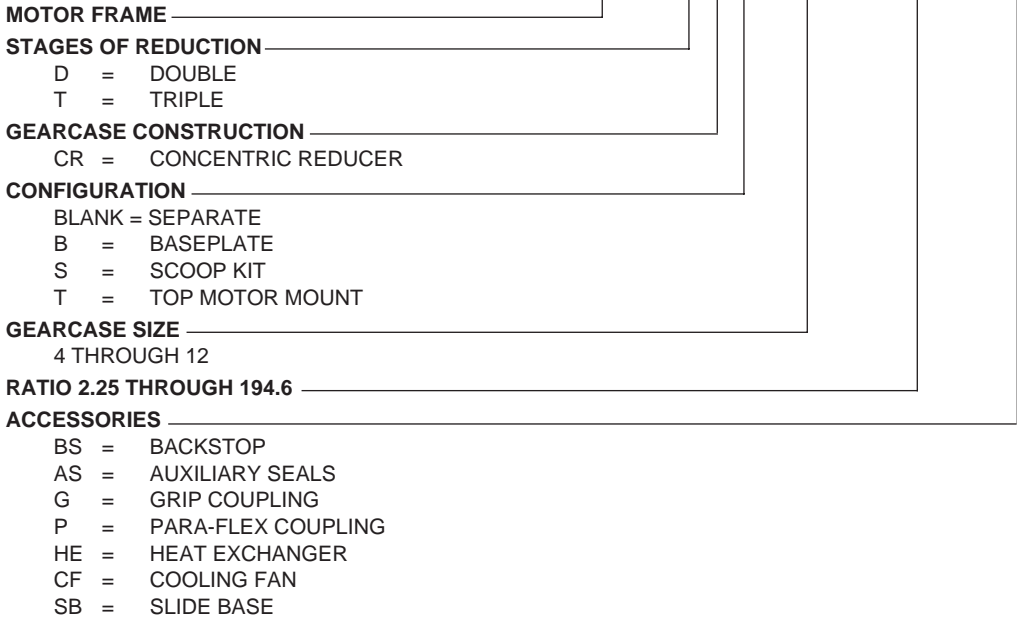 MOTOR FRAME
STAGES OF REDUCTION
D = DOUBLE
T = TRIPLE
GEARCASE CONSTRUCTION
CR = CONCENTRIC REDUCER
CONFIGURATION
BLANK = SEPARATE
B = BASEPLATE
S = SCOOP KIT
T = TOP MOTOR MOUNT
GEARCASE SIZE
4 THROUGH 12
RATIO 2.25 THROUGH 194.6
ACCESSORIES
BS = BACKSTOP
AS = AUXILIARY SEALS
G = GRIP COUPLING
P = PARA-FLEX COUPLING
HE = HEAT EXCHANGER
CF = COOLING FAN
SB = SLIDE BASE